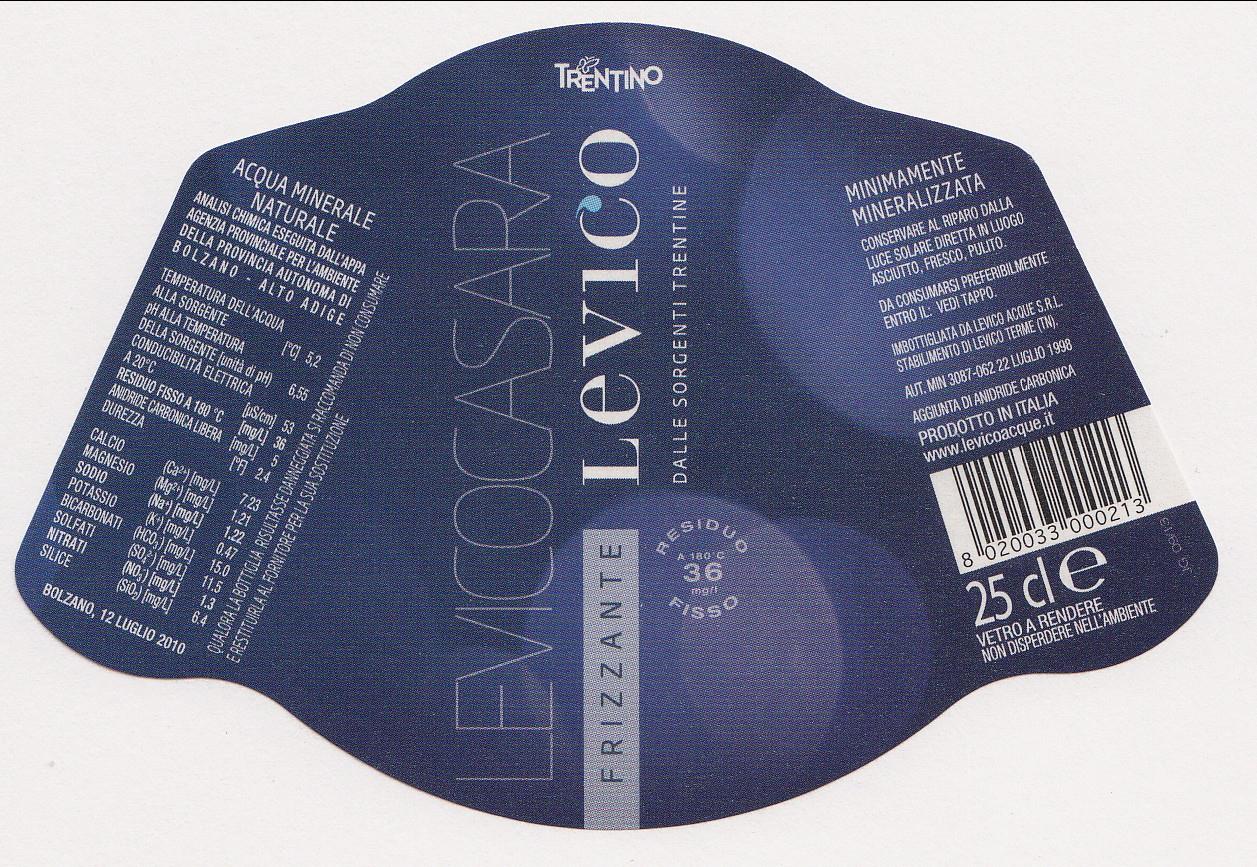 ACQUA MINERALE
NATURALE
ANALISI CHIMICA ESEGUITA DALL'APPA
AGENZIA PROVINCIALE PER L'AMBIENTE
DELLA PROVINCIA AUTONOMA DI
BOLZANO - ALTO ADIGE
TEMPERATURA DELL'ACQUA
ALLA SORGENTE [°C] 5,2
pH ALLA TEMPERATURA
DELLA SORGENTE (unità di pH) 6,55
CONDUCIBILITÀ ELETTRICA
A 20°C [µS/cm] 53
RESIDUO FISSO A 180 °C [mg/L] 36
ANIDRIDE CARBONICA LIBERA [mg/L] 5
DUREZZA [°F] 2.4
CALCIO (Ca²⁺) [mg/L] 7.23
MAGNESIO (Mg²⁺) [mg/L] 1.21
SODIO (Na⁺) [mg/L] 1.22
POTASSIO (K⁺) [mg/L] 0.47
BICARBONATI (HCO₃⁻) [mg/L] 15.0
SOLFATI (SO₄²⁻) [mg/L] 11.5
NITRATI (NO₃⁻) [mg/L] 1.3
SILICE (SiO₂) [mg/L] 6.4
BOLZANO, 12 LUGLIO 2010
QUALORA LA BOTTIGLIA RISULTASSE DANNEGGIATA SI RACCOMANDA DI NON CONSUMARE
E RESTITUIRLA AL FORNITORE PER LA SUA SOSTITUZIONE
LEVICOCASARA
TRENTINO
Levico
FRIZZANTE
DALLE SORGENTI TRENTINE
RESIDUO
A 180°C
36
mg/l
FISSO
MINIMAMENTE
MINERALIZZATA
CONSERVARE AL RIPARO DALLA
LUCE SOLARE DIRETTA IN LUOGO
ASCIUTTO, FRESCO, PULITO.
DA CONSUMARSI PREFERIBILMENTE
ENTRO IL: VEDI TAPPO.
IMBOTTIGLIATA DA LEVICO ACQUE S.R.L.
STABILIMENTO DI LEVICO TERME (TN).
AUT. MIN 3087-062 22 LUGLIO 1998
AGGIUNTA DI ANIDRIDE CARBONICA
PRODOTTO IN ITALIA
www.levicoacque.it
8 020033 000213
25 cl e
VETRO A RENDERE
NON DISPERDERE NELL'AMBIENTE